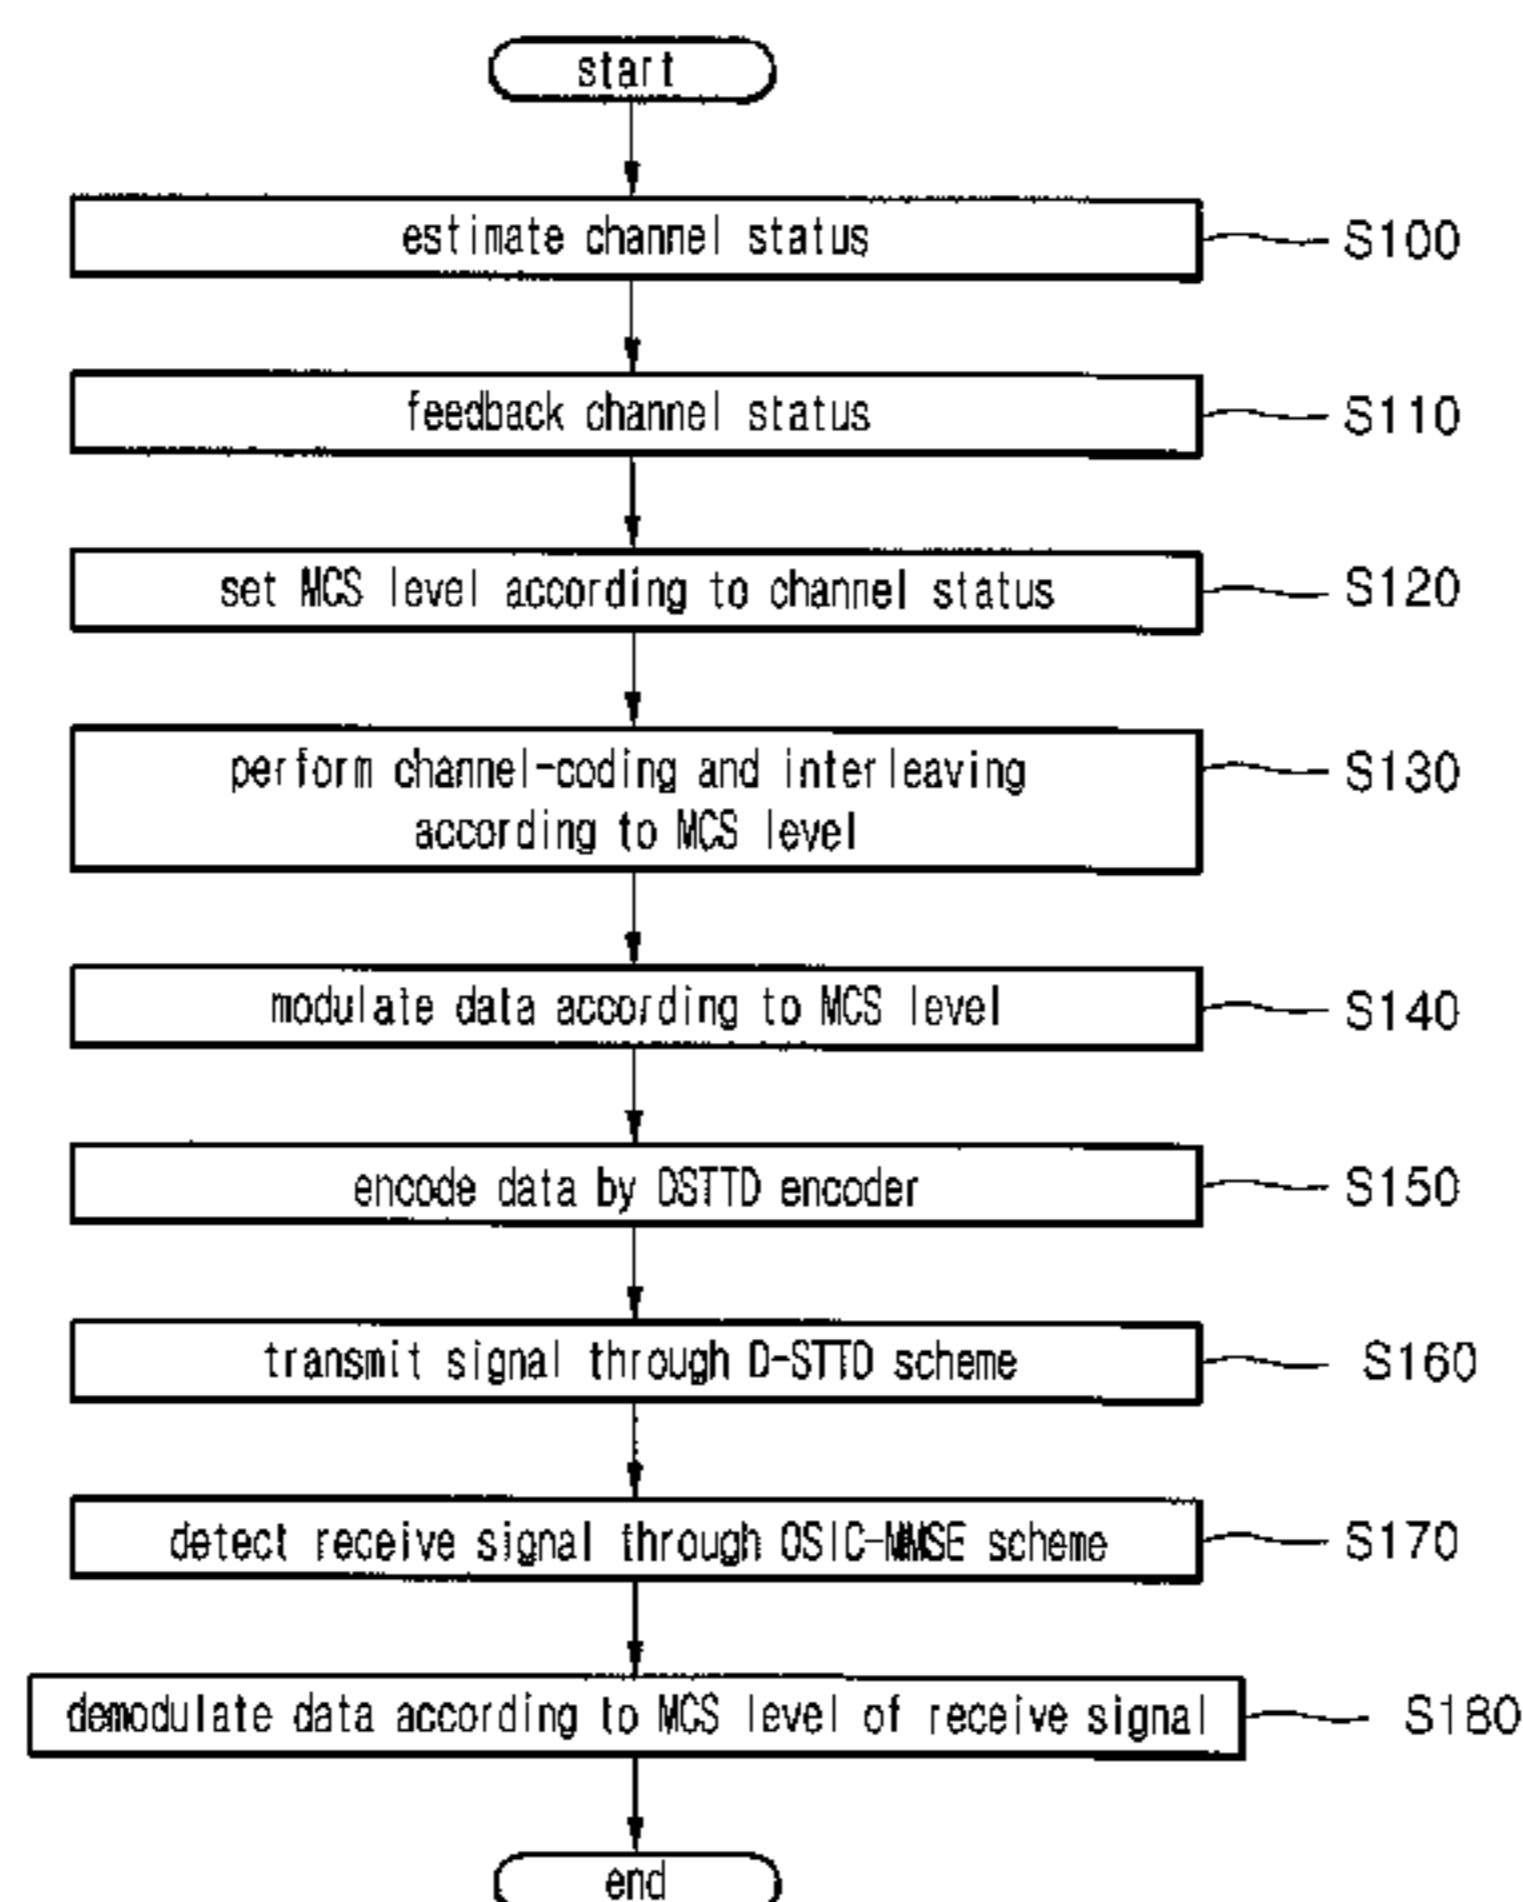 start
estimate channel status
S100
feedback channel status
S110
set MCS level according to channel status
S120
perform channel-coding and interleaving
according to MCS level
S130
modulate data according to MCS level
S140
encode data by DSTTD encoder
S150
transmit signal through D-STTD scheme
S160
detect receive signal through OSIC-MMSE scheme
S170
demodulate data according to MCS level of receive signal
S180
end